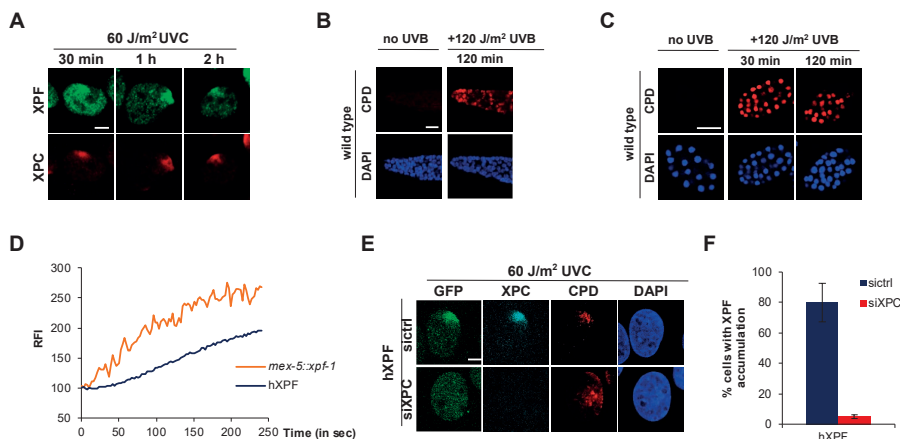 A
60 J/m² UVC
30 min 1 h 2 h
XPF
XPC
B
no UVB +120 J/m² UVB
120 min
wild type
CPD
DAPI
C
no UVB +120 J/m² UVB
30 min 120 min
wild type
CPD
DAPI
D
RFI
300
250
200
150
100
50
0 50 100 150 200 250 Time (in sec)
mex-5::xpf-1
hXPF
E
60 J/m² UVC
GFP XPC CPD DAPI
hXPF
sictrl
siXPC
F
% cells with XPF
accumulation
100
80
60
40
20
0
hXPF
sictrl
siXPC